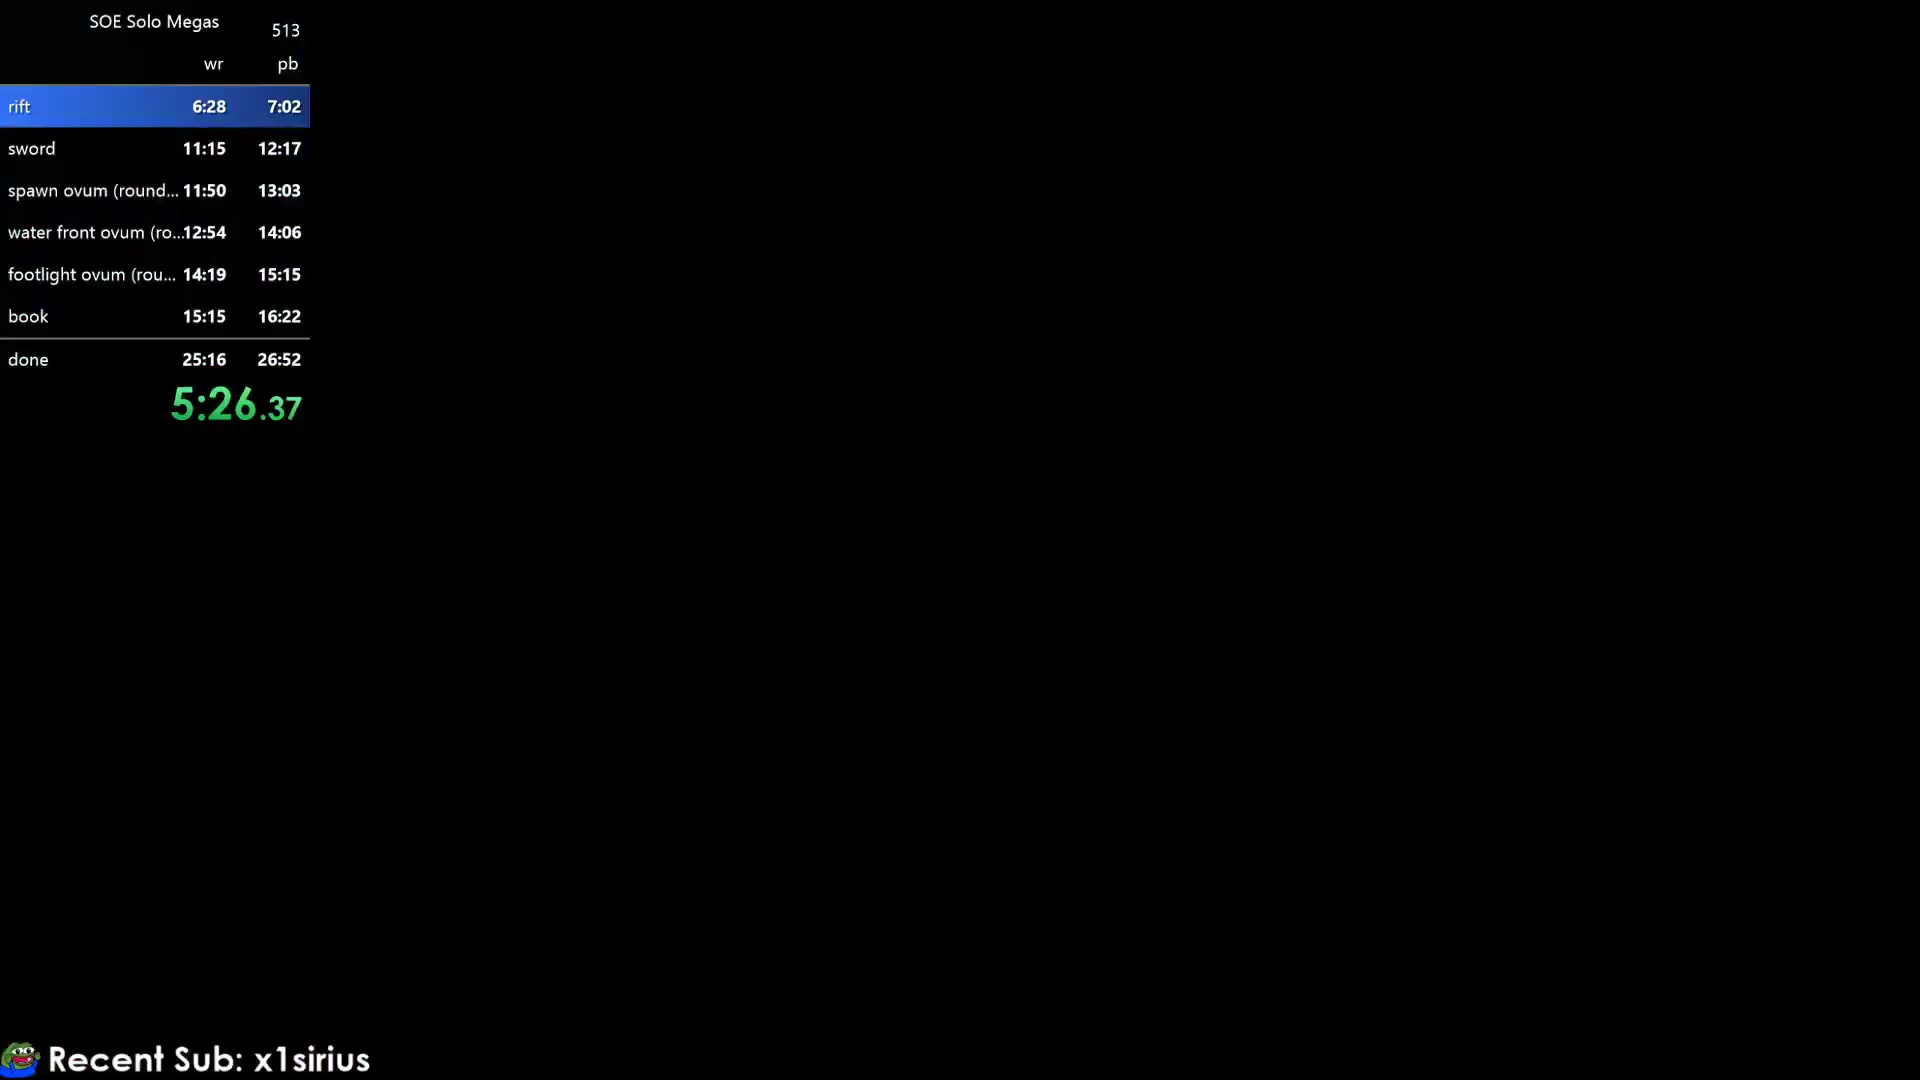 SOE Solo Megas
513
wr pb
rift 6:28 7:02
sword 11:15 12:17
spawn ovum (round... 11:50 13:03
water front ovum (ro... 12:54 14:06
footlight ovum (rou... 14:19 15:15
book 15:15 16:22
done 25:16 26:52
5:26.37
Recent Sub: x1sirius